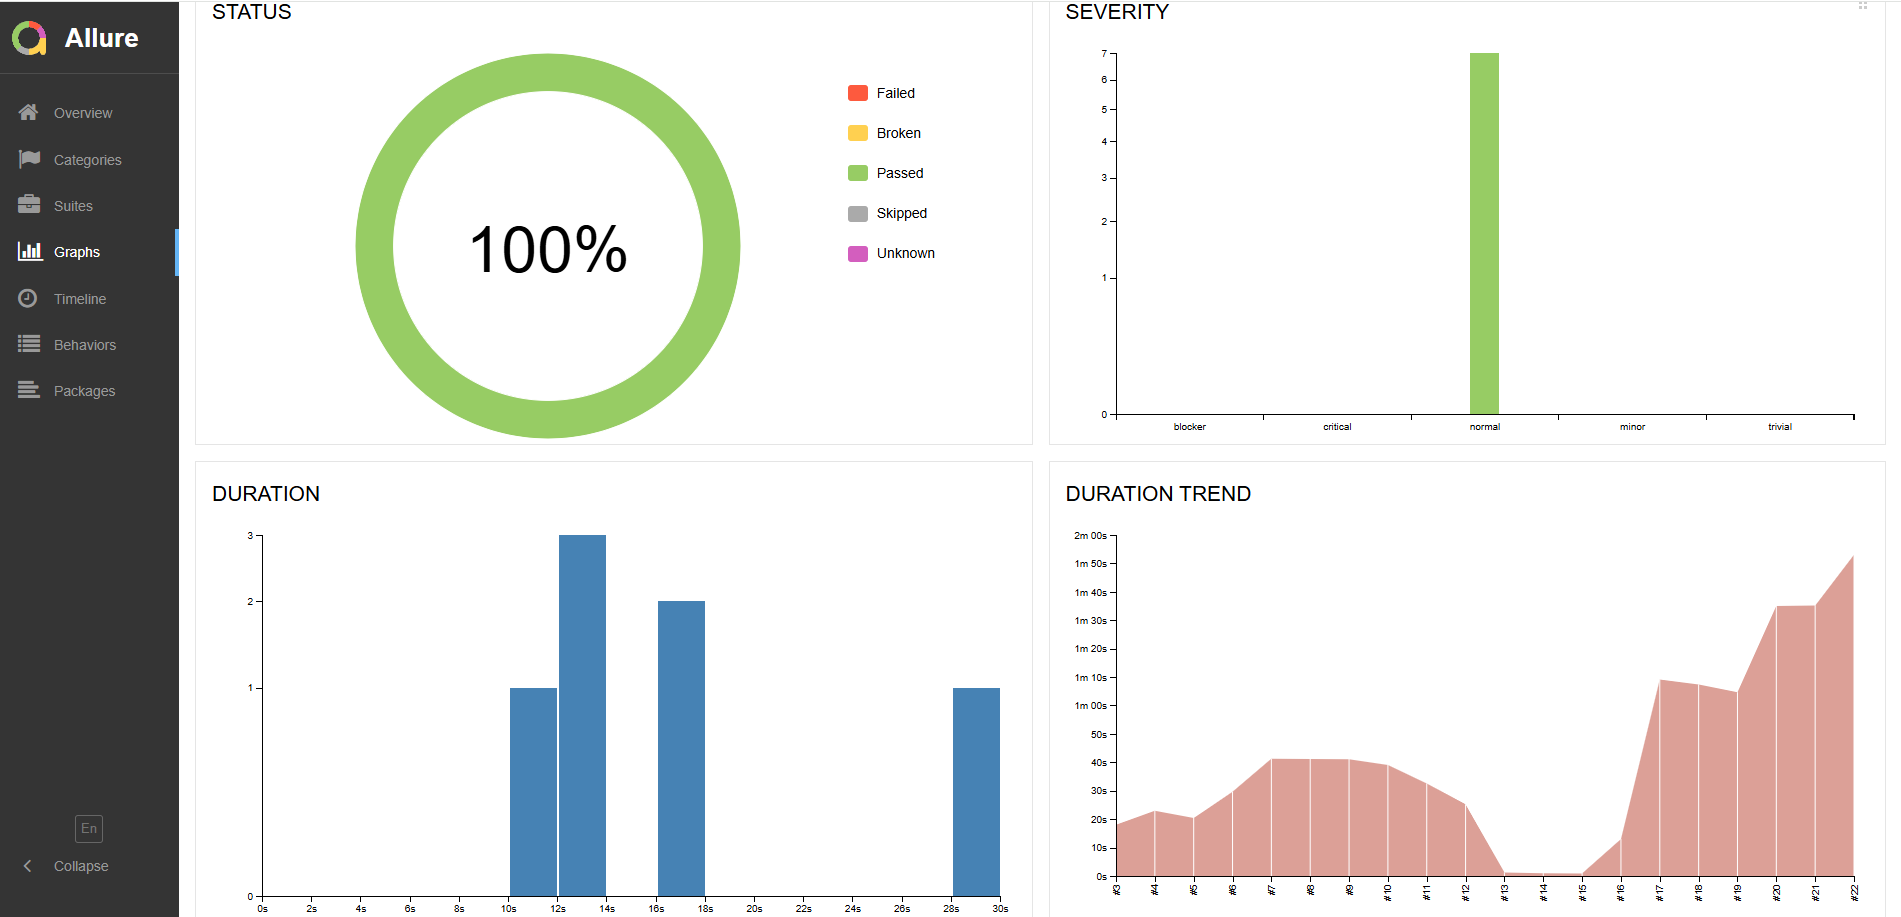 Allure
Overview
Categories
Suites
Graphs
Timeline
Behaviors
Packages
En
Collapse
STATUS
100%
Failed
Broken
Passed
Skipped
Unknown
SEVERITY
7
6
5
4
3
2
1
0
blocker critical normal minor trivial
DURATION
3
2
1
0
0s 2s 4s 6s 8s 10s 12s 14s 16s 18s 20s 22s 24s 26s 28s 30s
DURATION TREND
2m 00s
1m 50s
1m 40s
1m 30s
1m 20s
1m 10s
1m 00s
50s
40s
30s
20s
10s
0s
#3 #4 #5 #6 #7 #8 #9 #10 #11 #12 #13 #14 #15 #16 #17 #18 #19 #20 #21 #22